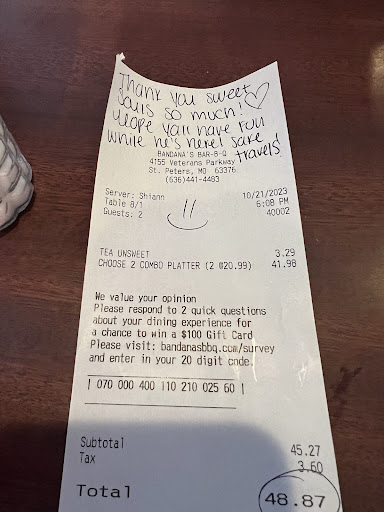 Thank you sweet
souls so much! ♡
Hope you have fun
while he's here! safe
travels!
BANDANA'S BAR-B-Q
4155 Veterans Parkway
St. Peters, MO 63376
(636)441-4483
Server: Shiann 10/21/2023
Table 8/1 6:08 PM
Guests: 2 40002
TEA UNSWEET 3.29
CHOOSE 2 COMBO PLATTER (2 @20.99) 41.98
We value your opinion
Please respond to 2 quick questions
about your dining experience for
a chance to win a $100 Gift Card
Please visit: bandanasbbq.com/survey
and enter in your 20 digit code.
| 070 000 400 110 210 025 60 |
Subtotal 45.27
Tax 3.60
Total 48.87